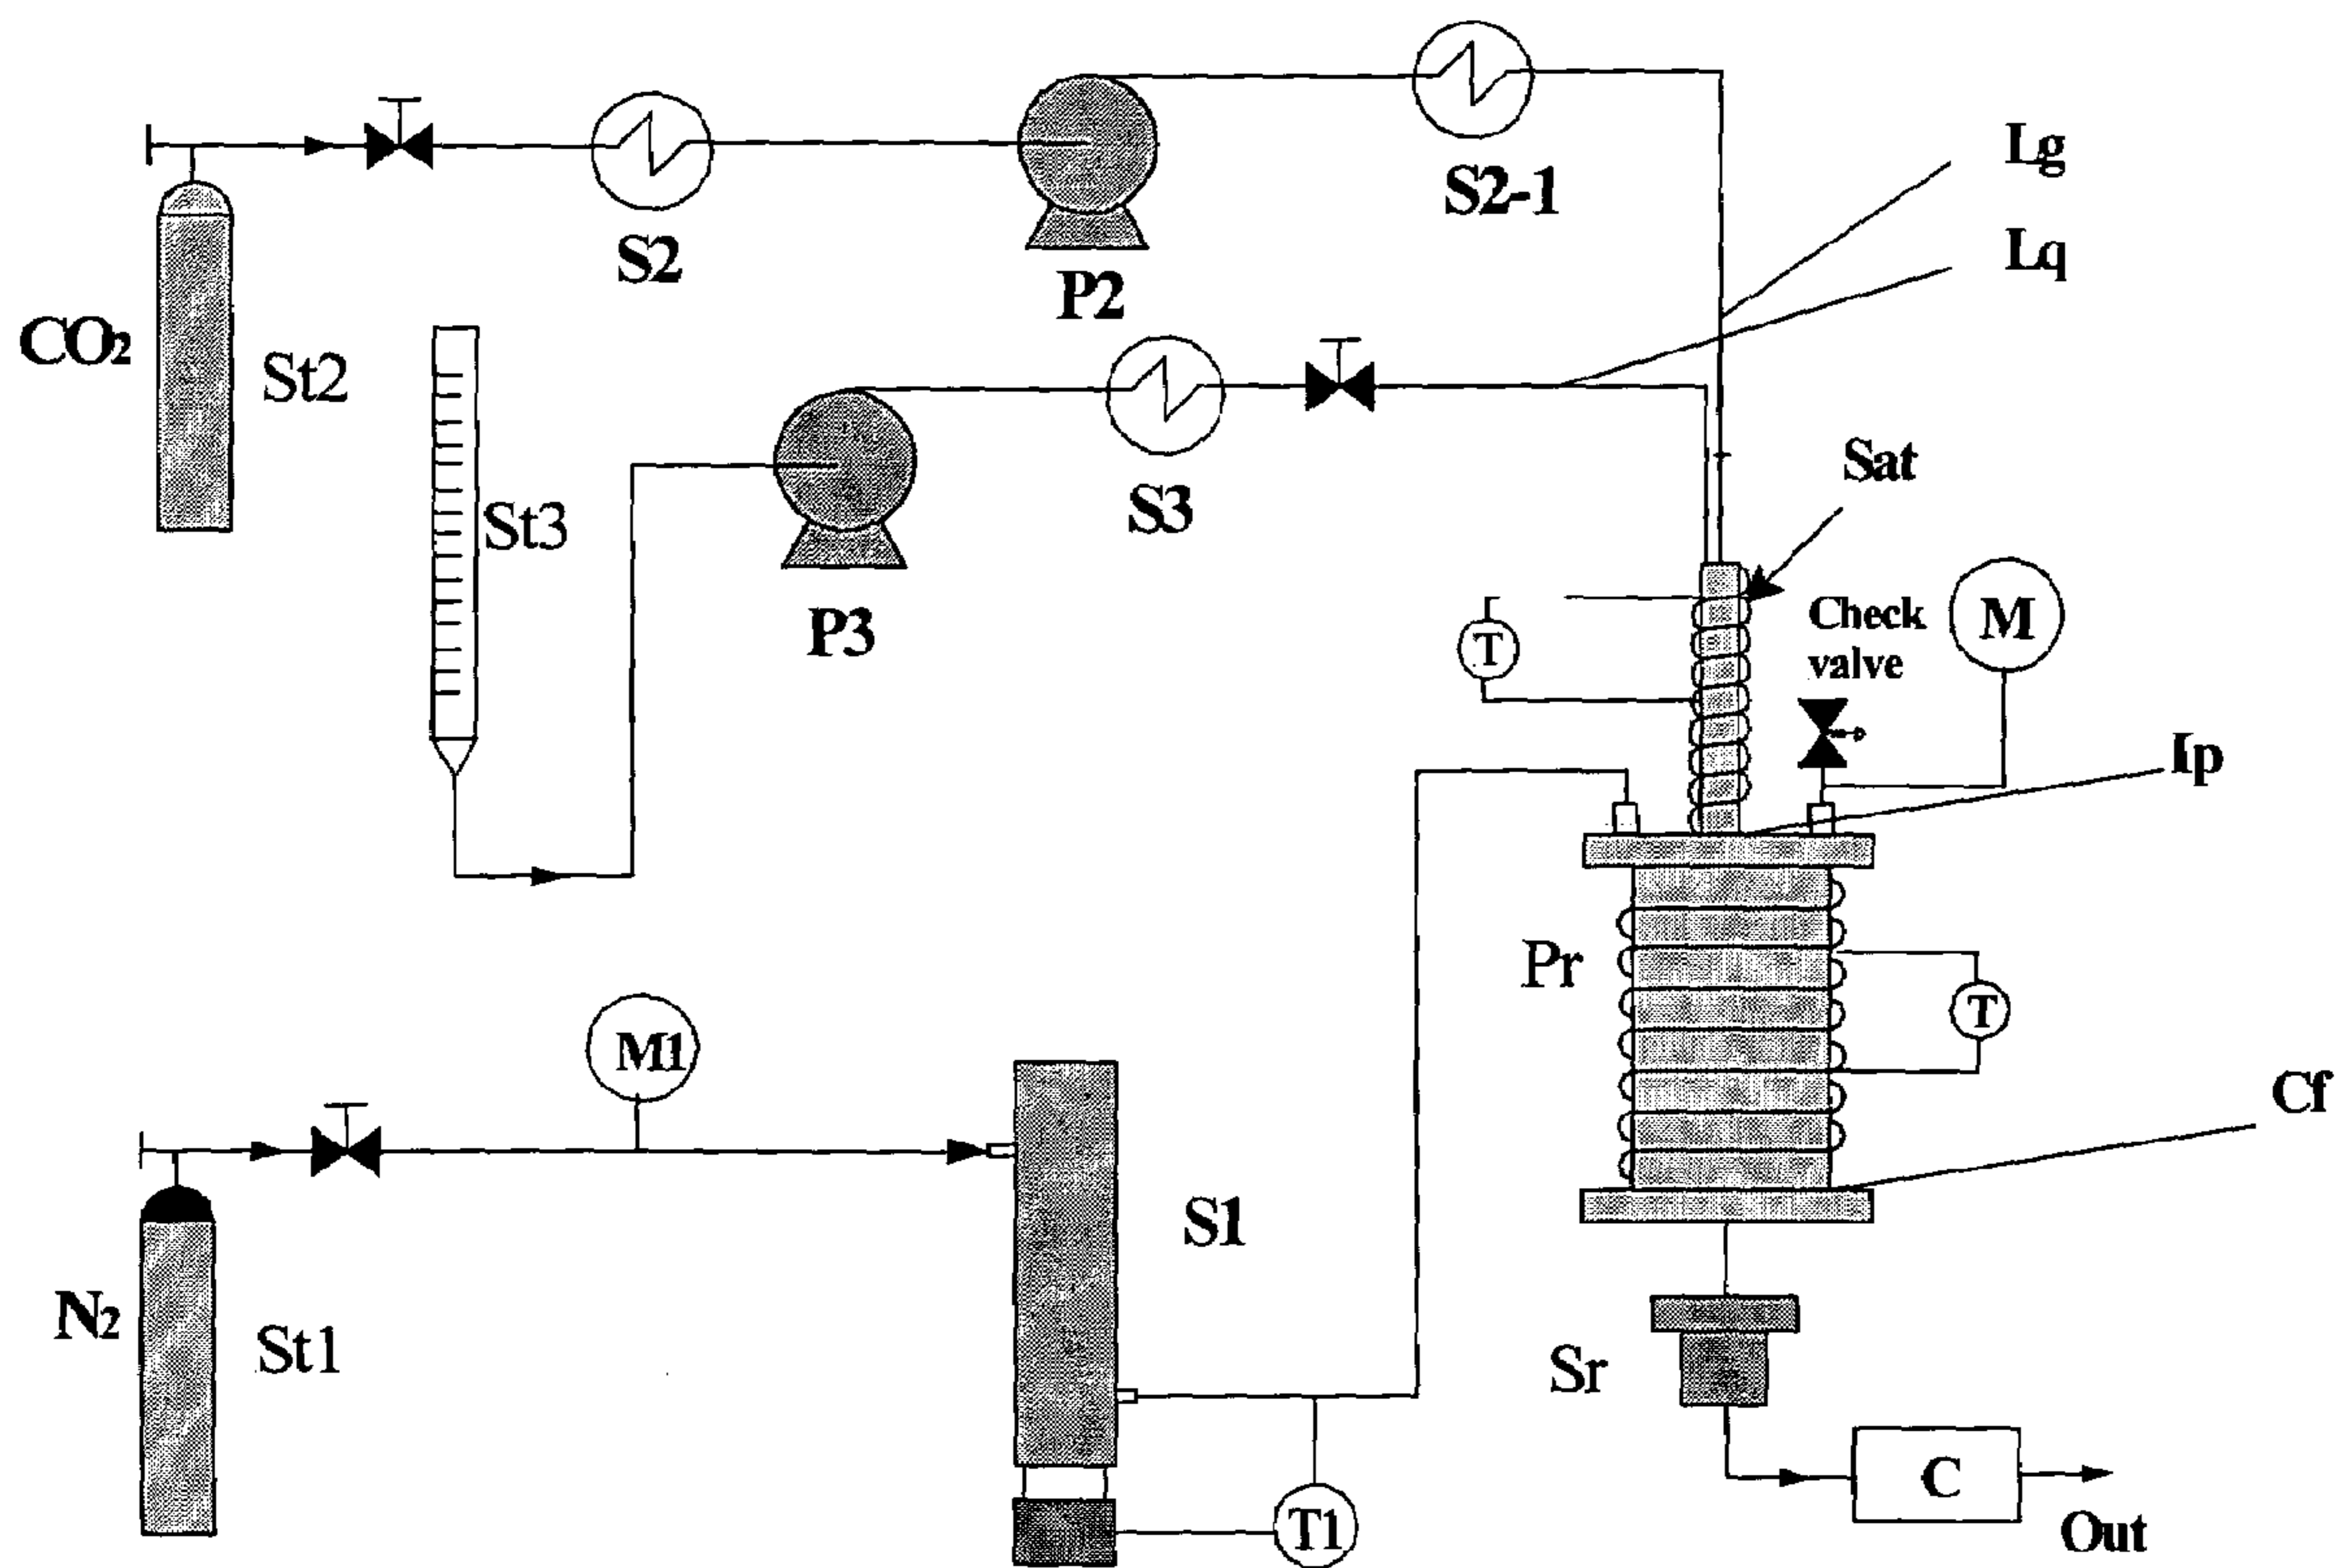 S2-1
Lg
Lq
S2
P2
CO2
St2
St3
S3
P3
Sat
T
Check
valve
M
Ip
Pr
T
M1
Cf
S1
N2
St1
Sr
C
T1
Out